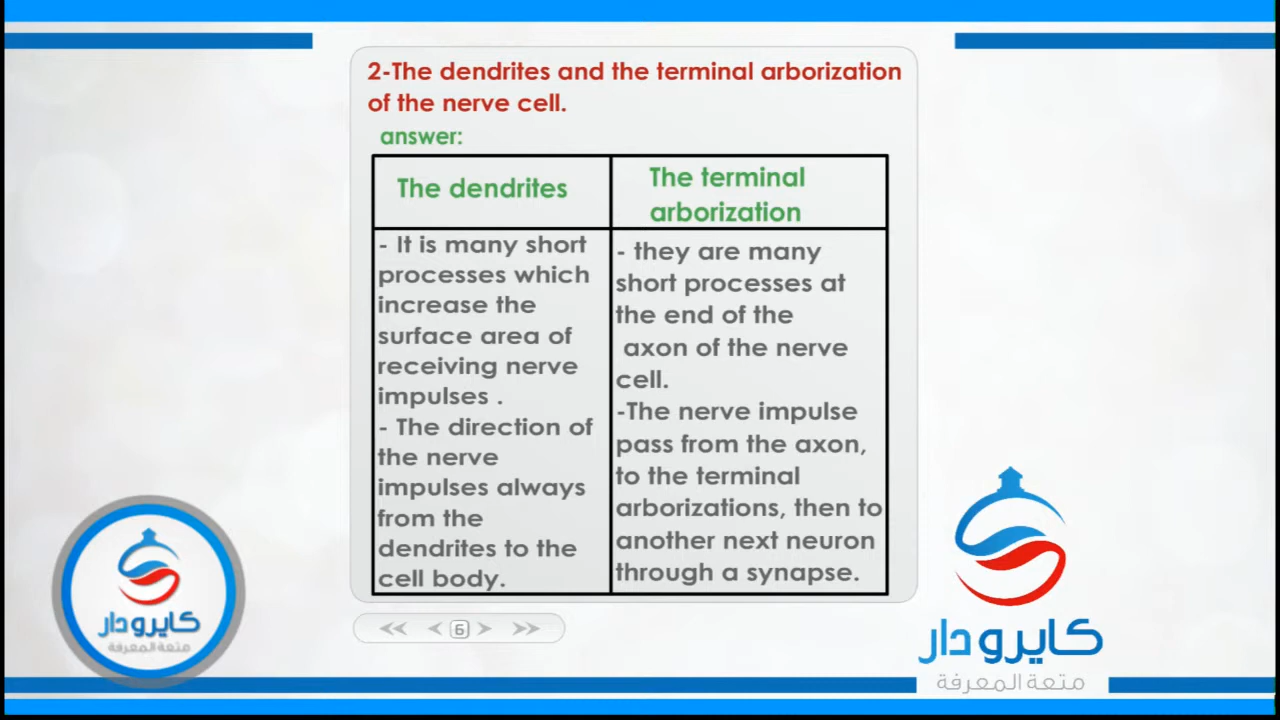 2-The dendrites and the terminal arborization
of the nerve cell.
answer:
The dendrites
- It is many short
processes which
increase the
surface area of
receiving nerve
impulses .
- The direction of
the nerve
impulses always
from the
dendrites to the
cell body.
The terminal
arborization
- they are many
short processes at
the end of the
axon of the nerve
cell.
-The nerve impulse
pass from the axon,
to the terminal
arborizations, then to
another next neuron
through a synapse.
6
كايرو دار
متعة المعرفة
كايرو دار
متعة المعرفة